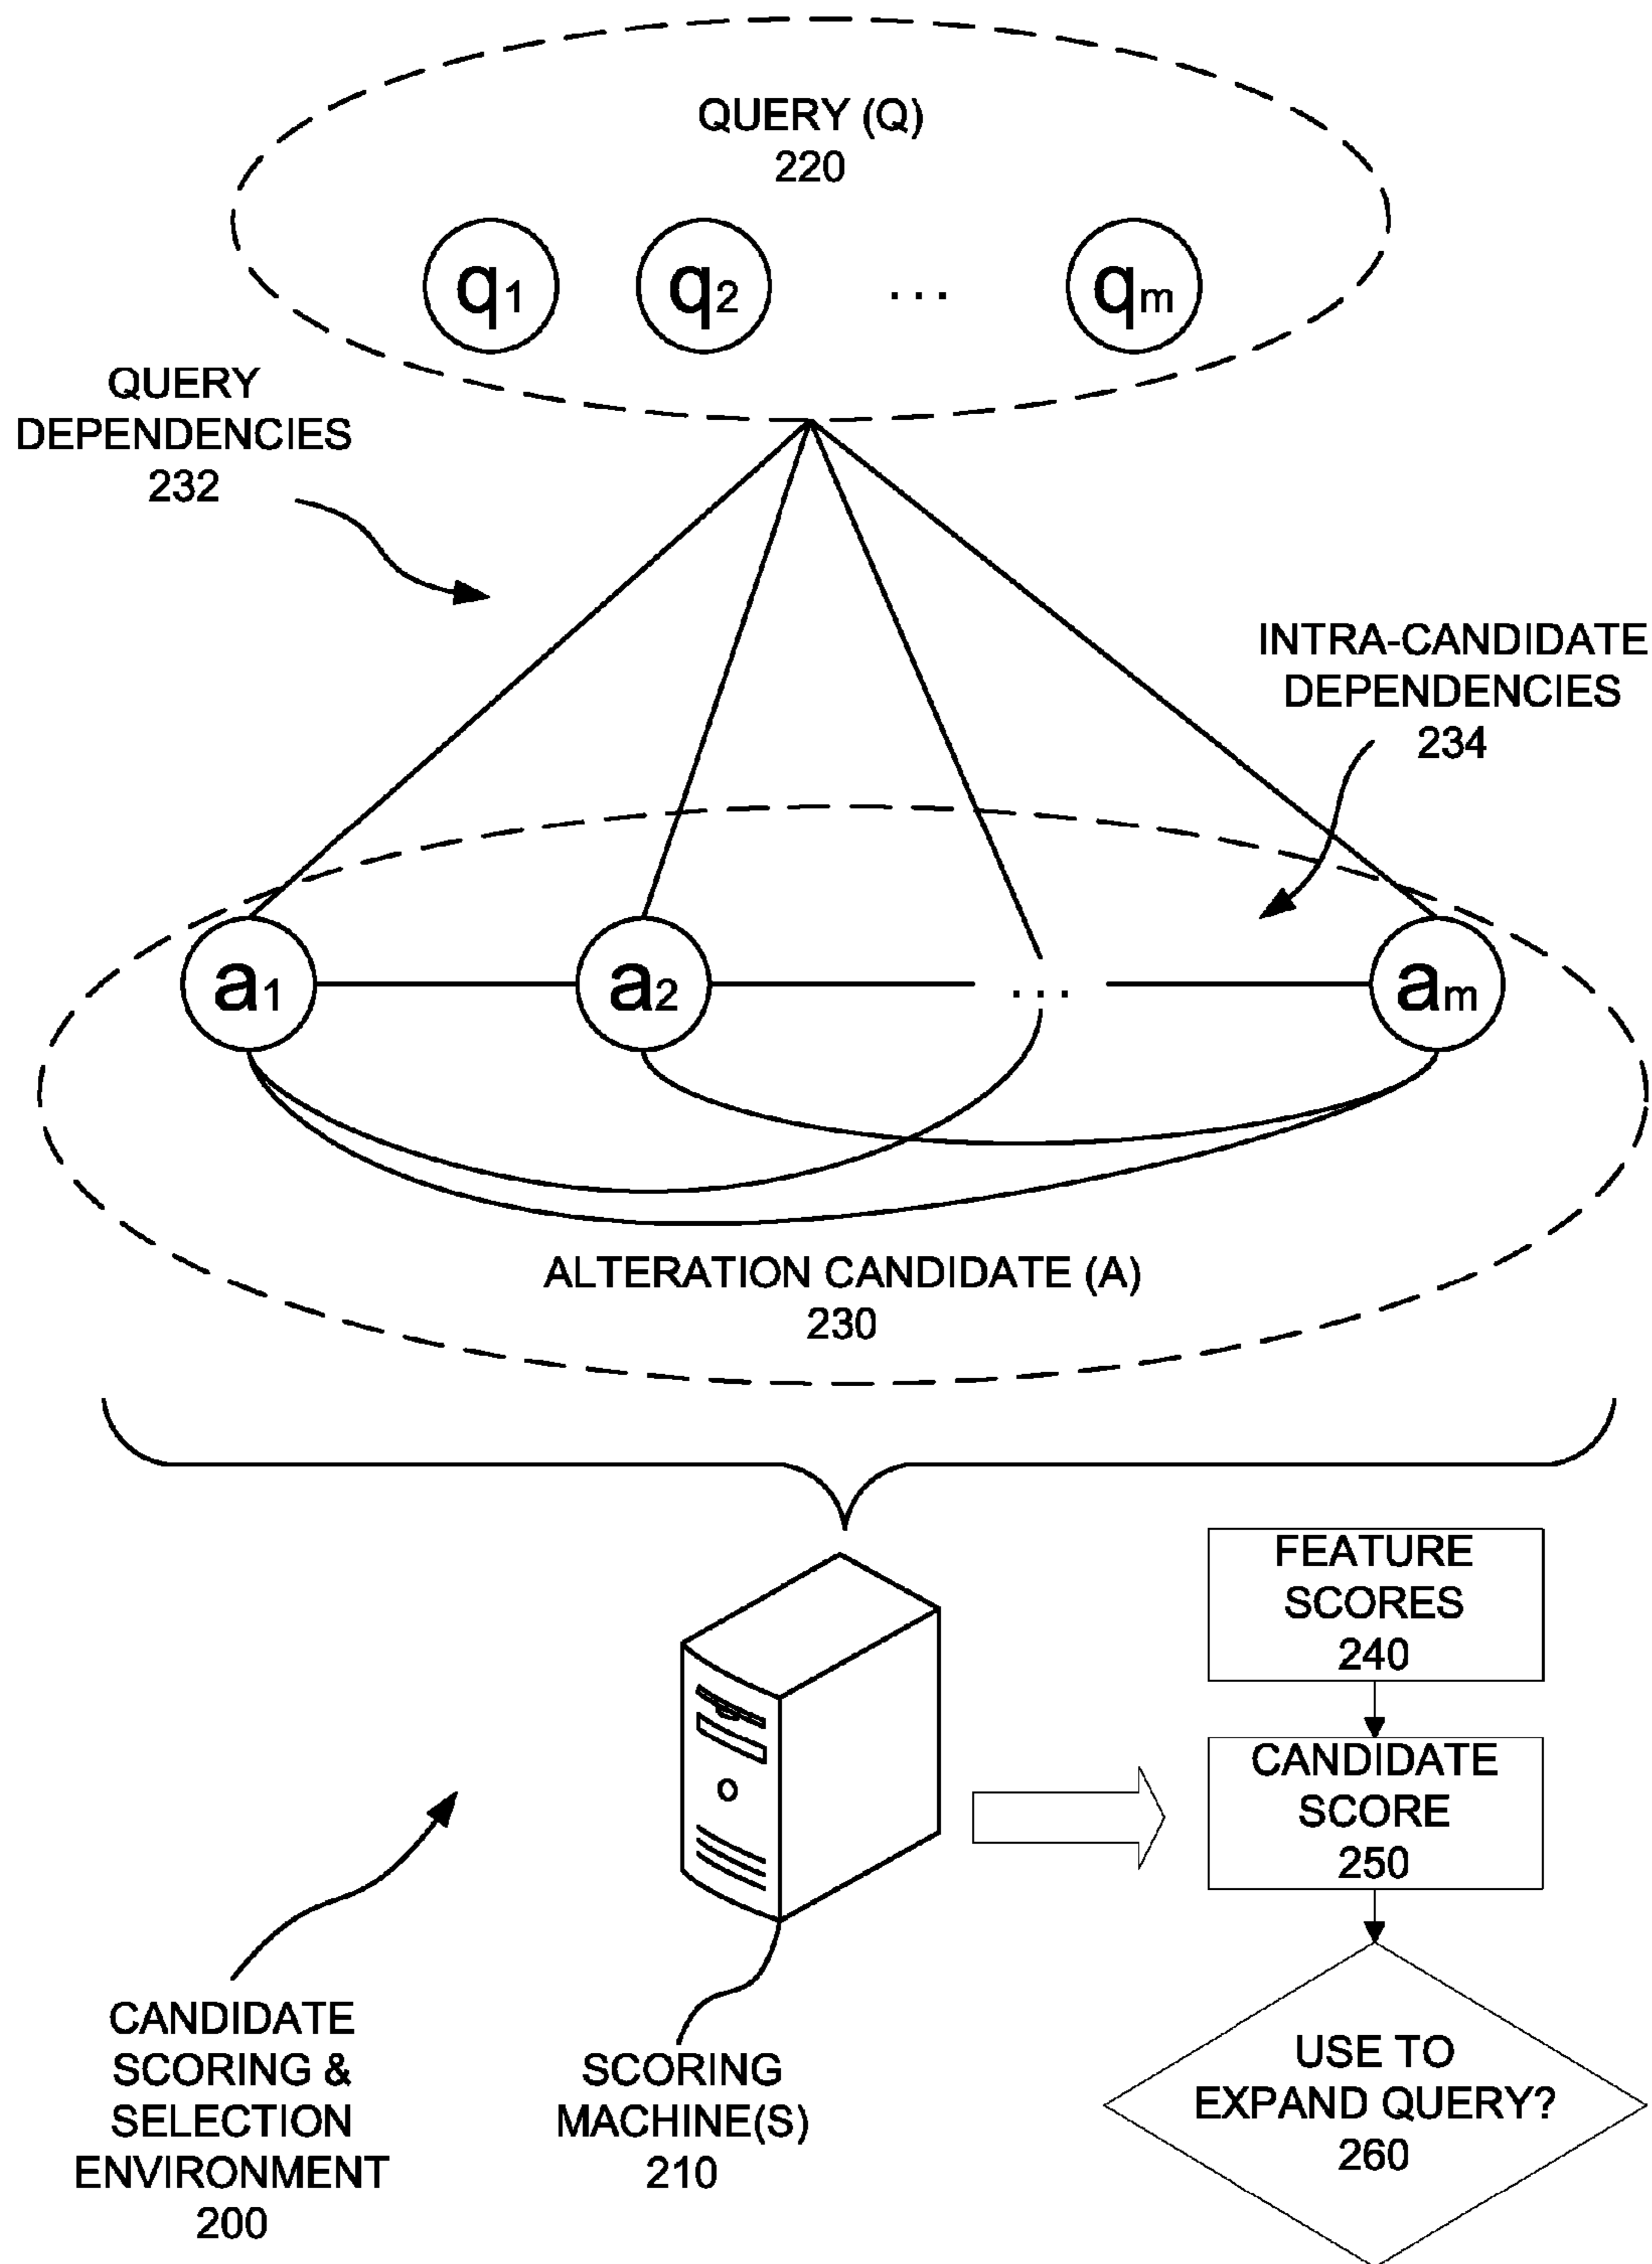 QUERY (Q)
220
q1 q2 ... qm
QUERY
DEPENDENCIES
232
INTRA-CANDIDATE
DEPENDENCIES
234
a1 a2 ... am
ALTERATION CANDIDATE (A)
230
FEATURE
SCORES
240
CANDIDATE
SCORE
250
USE TO
EXPAND QUERY?
260
SCORING
MACHINE(S)
210
CANDIDATE
SCORING &
SELECTION
ENVIRONMENT
200